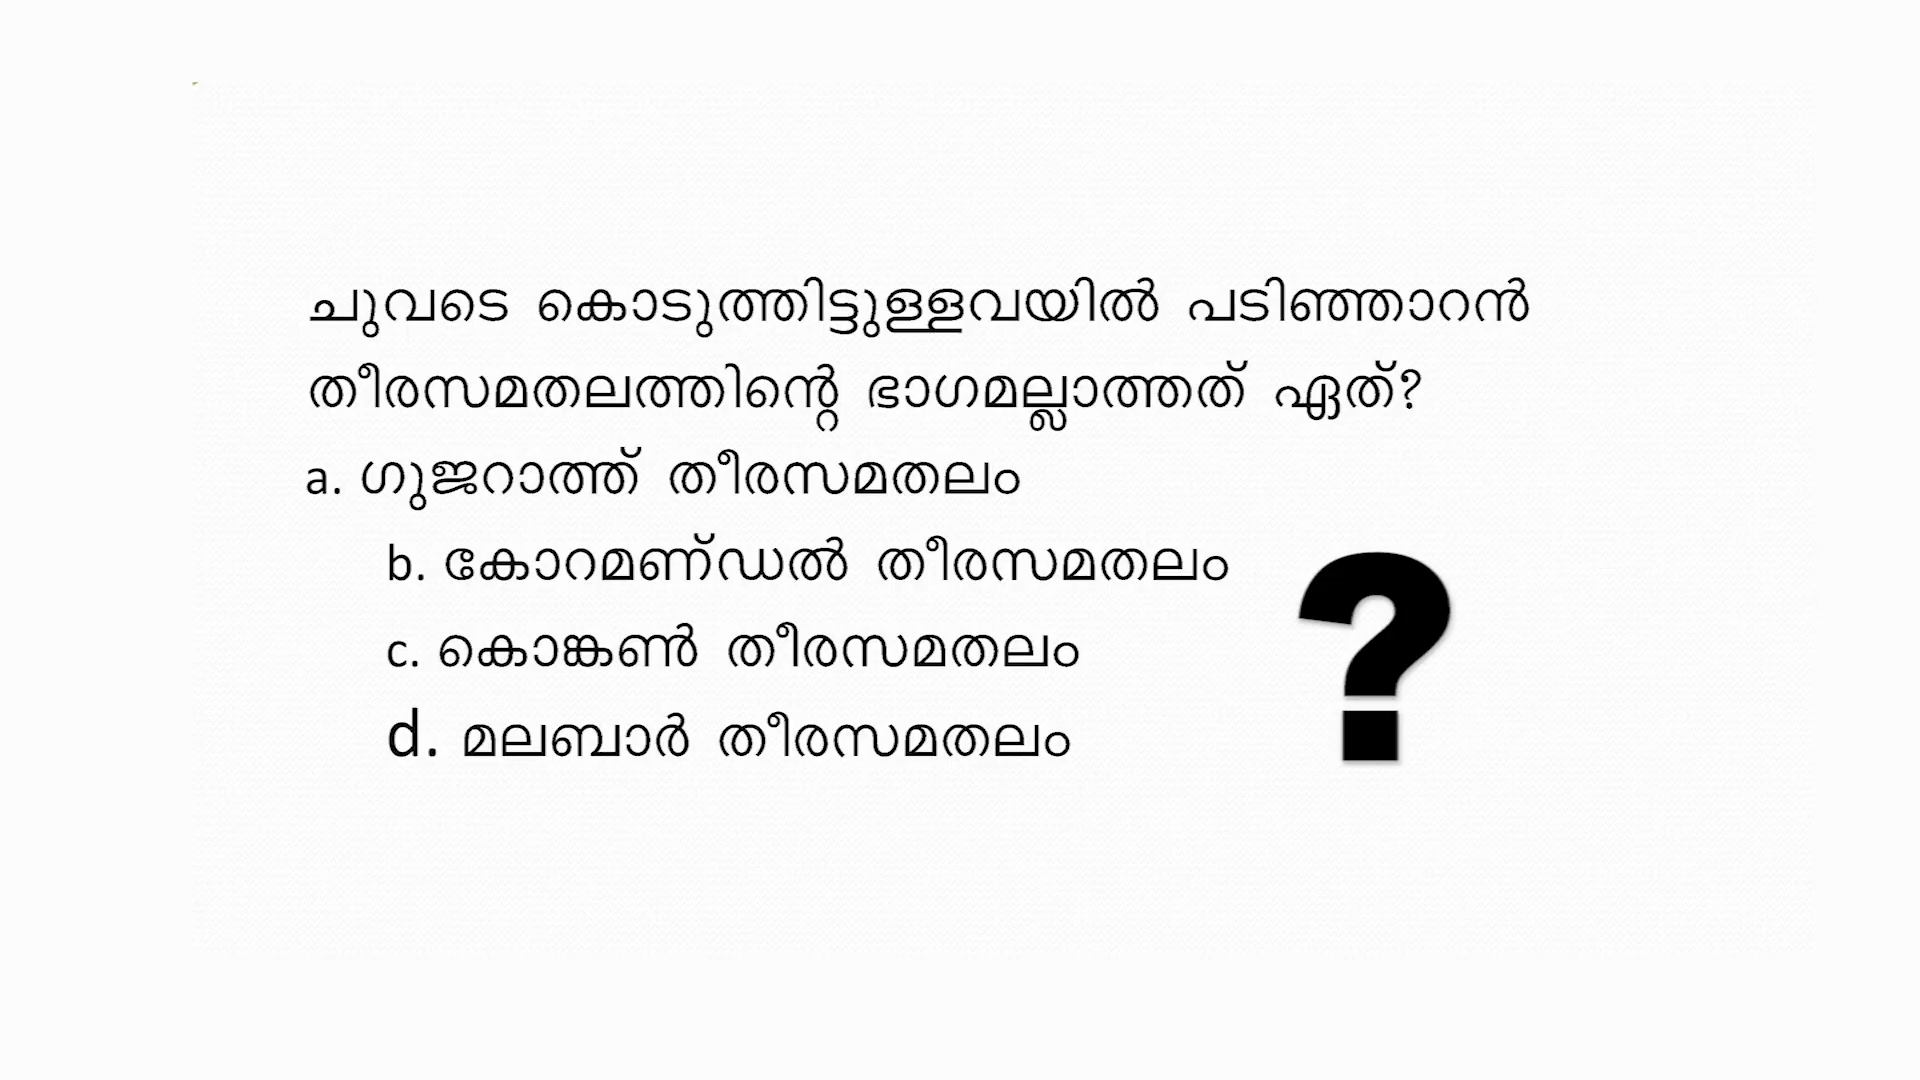 ചുവടെ കൊടുത്തിട്ടുള്ളവയിൽ പടിഞ്ഞാറൻ
തീരസമതലത്തിന്റെ ഭാഗമല്ലാത്തത് ഏത്?
a. ഗുജറാത്ത് തീരസമതലം
b. കോറമണ്ഡൽ തീരസമതലം
c. കൊങ്കൺ തീരസമതലം
d. മലബാർ തീരസമതലം
?